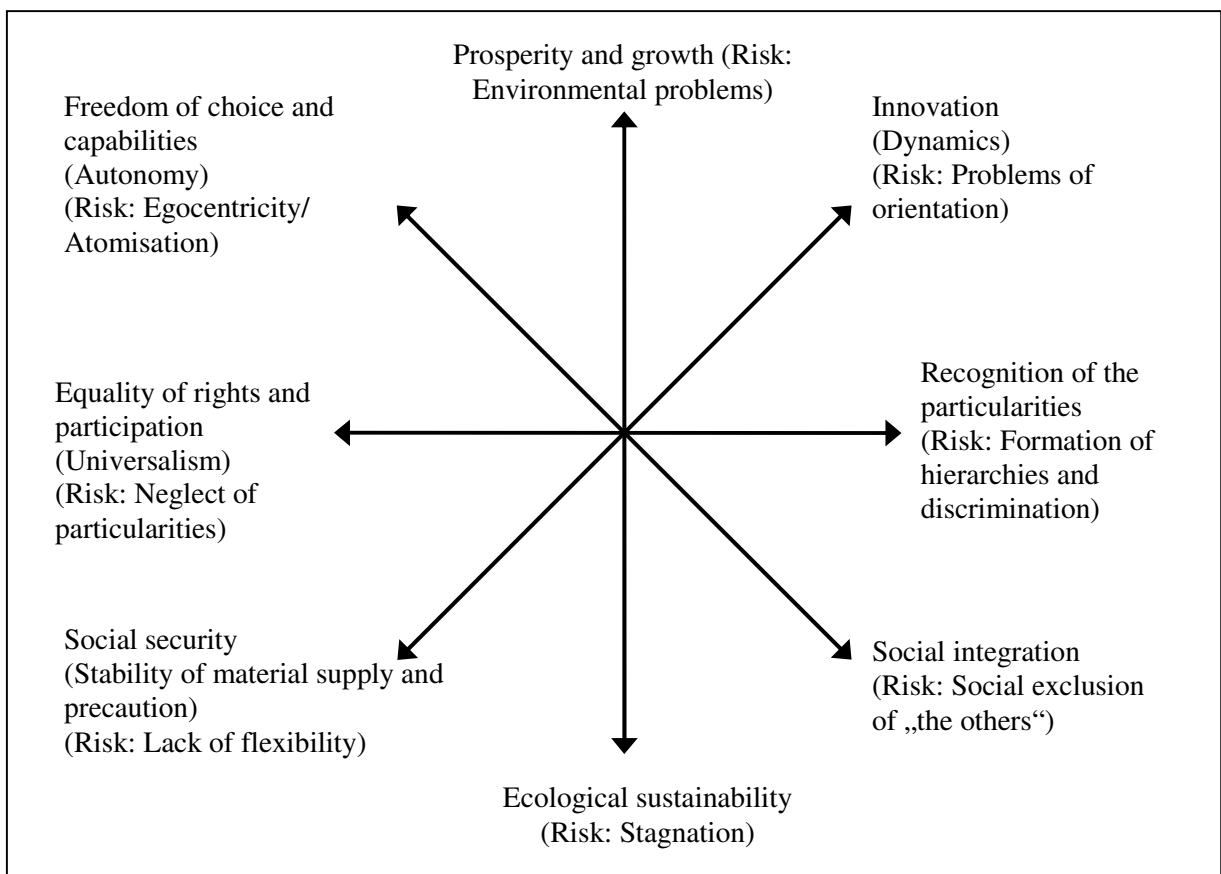 Prosperity and growth (Risk:
Environmental problems)
Freedom of choice and
capabilities
(Autonomy)
(Risk: Egocentricity/
Atomisation)
Innovation
(Dynamics)
(Risk: Problems of
orientation)
Equality of rights and
participation
(Universalism)
(Risk: Neglect of
particularities)
Recognition of the
particularities
(Risk: Formation of
hierarchies and
discrimination)
Social security
(Stability of material supply and
precaution)
(Risk: Lack of flexibility)
Social integration
(Risk: Social exclusion
of „the others“)
Ecological sustainability
(Risk: Stagnation)